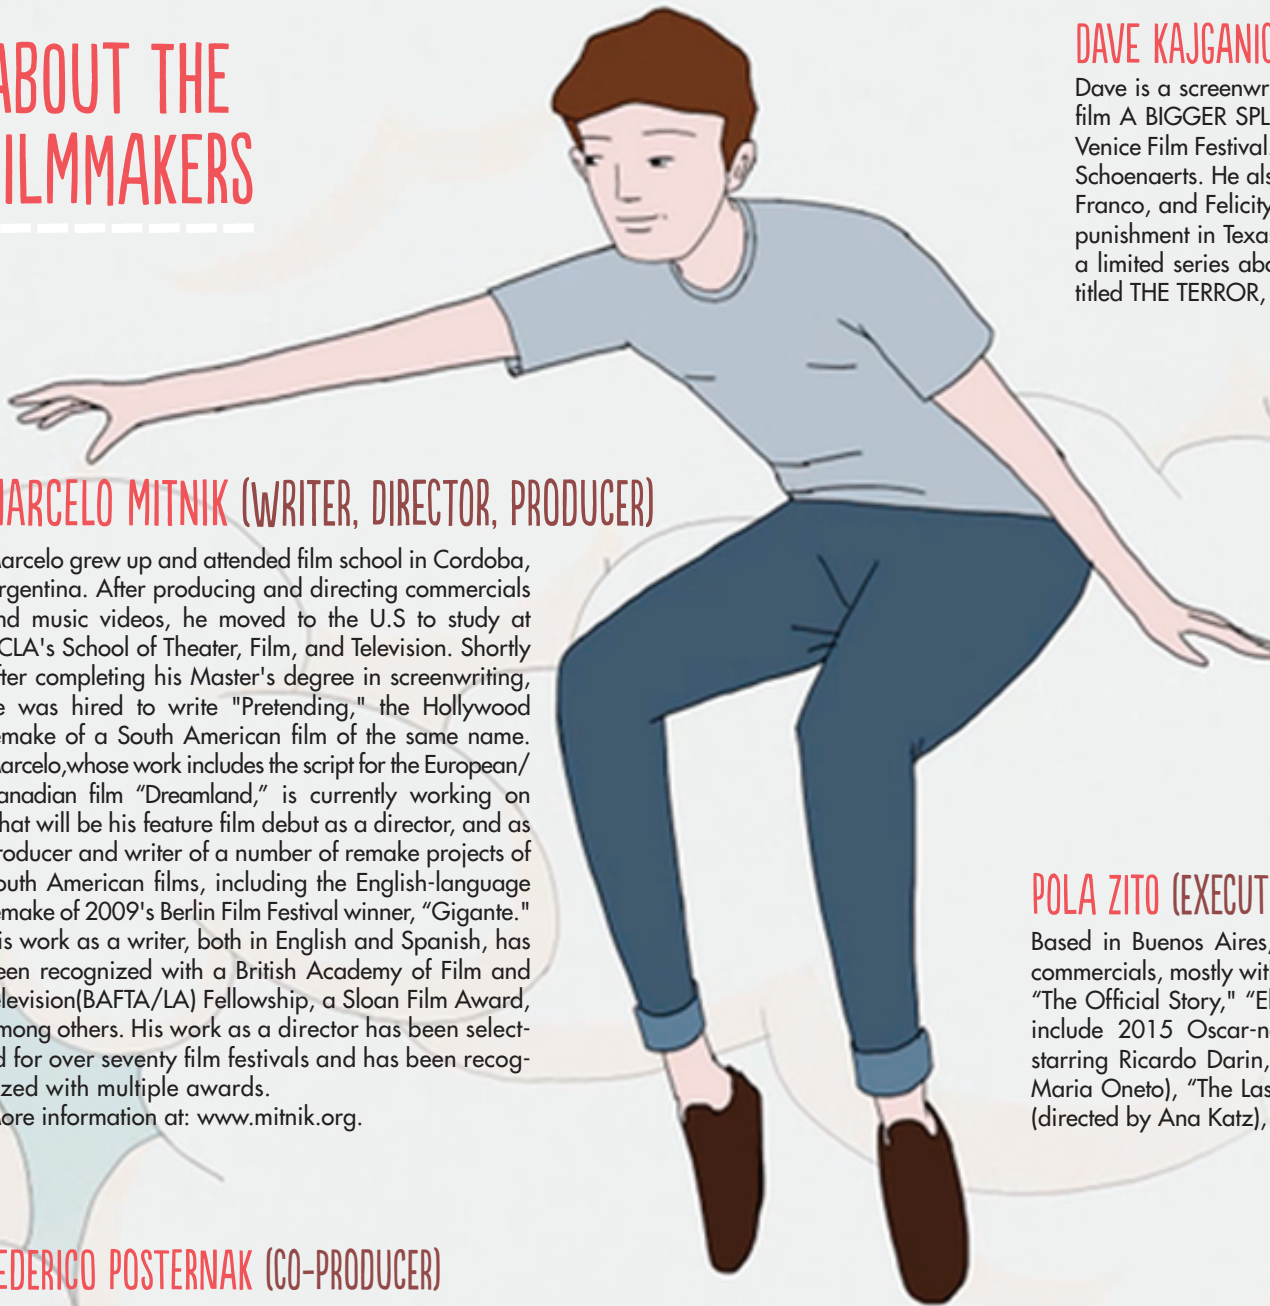 ABOUT THE
ILMMAKERS
DAVE KAJGANIC
Dave is a screenwr
film A BIGGER SPL
Venice Film Festival.
Schoenaerts. He als
Franco, and Felicity
punishment in Texas
a limited series abo
titled THE TERROR,
MARCELO MITNIK (WRITER, DIRECTOR, PRODUCER)
arcelo grew up and attended film school in Cordoba,
rgentina. After producing and directing commercials
nd music videos, he moved to the U.S to study at
CLA's School of Theater, Film, and Television. Shortly
fter completing his Master's degree in screenwriting,
e was hired to write "Pretending," the Hollywood
emake of a South American film of the same name.
arcelo,whose work includes the script for the European/
anadian film “Dreamland,” is currently working on
hat will be his feature film debut as a director, and as
roducer and writer of a number of remake projects of
outh American films, including the English-language
emake of 2009's Berlin Film Festival winner, “Gigante."
is work as a writer, both in English and Spanish, has
een recognized with a British Academy of Film and
elevision(BAFTA/LA) Fellowship, a Sloan Film Award,
mong others. His work as a director has been select-
d for over seventy film festivals and has been recog-
ized with multiple awards.
ore information at: www.mitnik.org.
POLA ZITO (EXECUT
Based in Buenos Aires,
commercials, mostly wit
“The Official Story," “El
include 2015 Oscar-n
starring Ricardo Darin,
Maria Oneto), “The Las
(directed by Ana Katz),
EDERICO POSTERNAK (CO-PRODUCER)